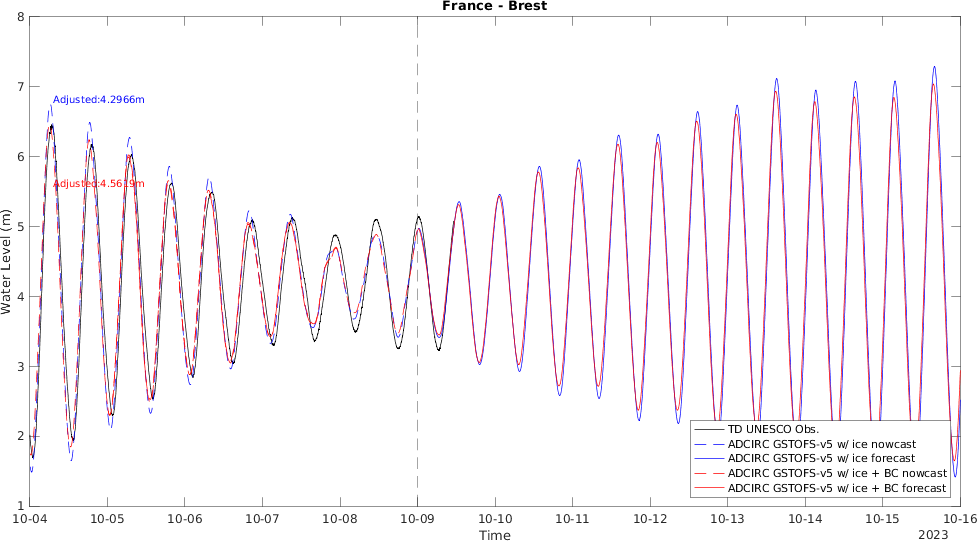 France - Brest
8
7
6
5
4
3
2
1
Water Level (m)
Adjusted:4.2966m
Adjusted:4.5619m
TD UNESCO Obs.
ADCIRC GSTOFS-v5 w/ ice nowcast
ADCIRC GSTOFS-v5 w/ ice forecast
ADCIRC GSTOFS-v5 w/ ice + BC nowcast
ADCIRC GSTOFS-v5 w/ ice + BC forecast
10-04 10-05 10-06 10-07 10-08 10-09 10-10 10-11 10-12 10-13 10-14 10-15 10-16
Time
2023